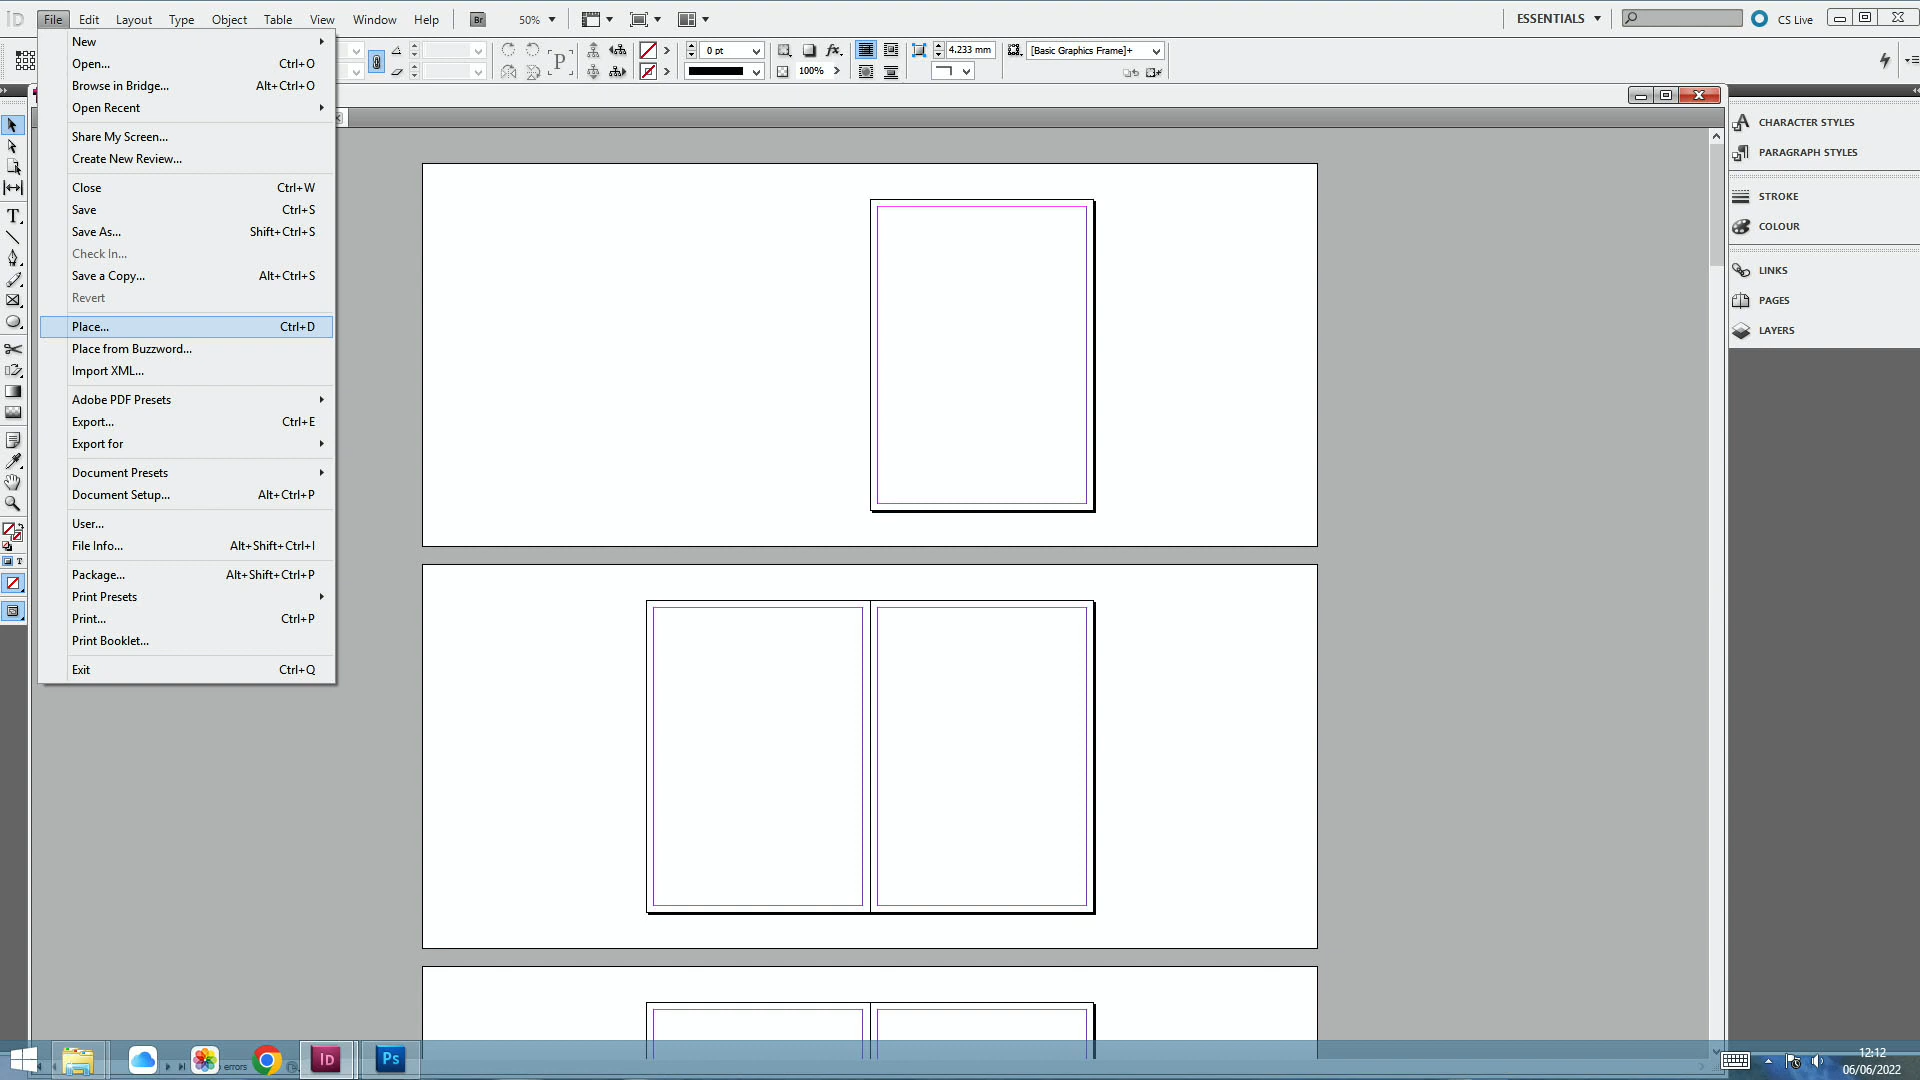 ID File Edit Layout Type Object Table View Window Help Br 50% ESSENTIALS CS Live
0 pt 4.233 mm [Basic Graphics Frame]+
P fx. 100%
New
Open... Ctrl+O
Browse in Bridge... Alt+Ctrl+O
Open Recent
Share My Screen...
Create New Review...
Close Ctrl+W
Save Ctrl+S
Save As... Shift+Ctrl+S
Check In...
Save a Copy... Alt+Ctrl+S
Revert
Place... Ctrl+D
Place from Buzzword...
Import XML...
Adobe PDF Presets
Export... Ctrl+E
Export for
Document Presets
Document Setup... Alt+Ctrl+P
User...
File Info... Alt+Shift+Ctrl+I
Package... Alt+Shift+Ctrl+P
Print Presets
Print... Ctrl+P
Print Booklet...
Exit Ctrl+Q
T
T
CHARACTER STYLES
PARAGRAPH STYLES
STROKE
COLOUR
LINKS
PAGES
LAYERS
errors
Id
Ps
12:12
06/06/2022